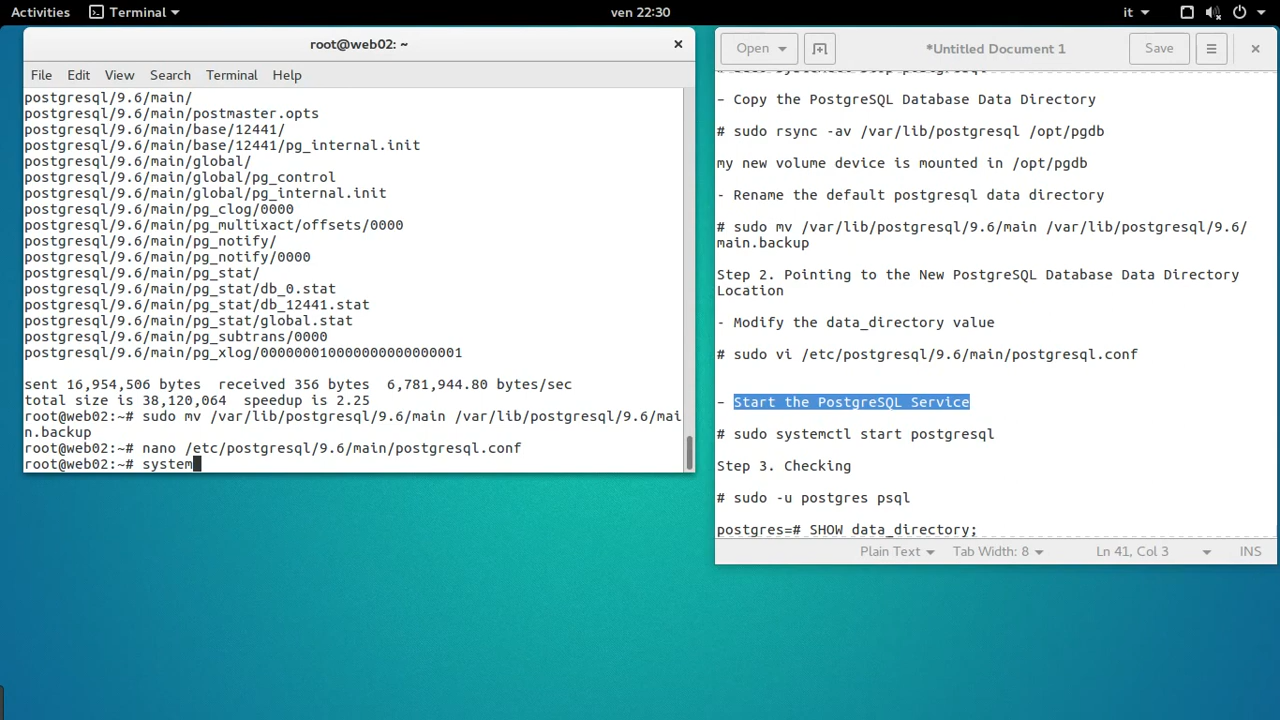 Activities Terminal ven 22:30 it
root@web02: ~
File Edit View Search Terminal Help
postgresql/9.6/main/
postgresql/9.6/main/postmaster.opts
postgresql/9.6/main/base/12441/
postgresql/9.6/main/base/12441/pg_internal.init
postgresql/9.6/main/global/
postgresql/9.6/main/global/pg_control
postgresql/9.6/main/global/pg_internal.init
postgresql/9.6/main/pg_clog/0000
postgresql/9.6/main/pg_multixact/offsets/0000
postgresql/9.6/main/pg_notify/
postgresql/9.6/main/pg_notify/0000
postgresql/9.6/main/pg_stat/
postgresql/9.6/main/pg_stat/db_0.stat
postgresql/9.6/main/pg_stat/db_12441.stat
postgresql/9.6/main/pg_stat/global.stat
postgresql/9.6/main/pg_subtrans/0000
postgresql/9.6/main/pg_xlog/000000010000000000000001
sent 16,954,506 bytes received 356 bytes 6,781,944.80 bytes/sec
total size is 38,120,064 speedup is 2.25
root@web02:~# sudo mv /var/lib/postgresql/9.6/main /var/lib/postgresql/9.6/mai
n.backup
root@web02:~# nano /etc/postgresql/9.6/main/postgresql.conf
root@web02:~# system
Open *Untitled Document 1 Save
# sudo systemctl stop postgresql
– Copy the PostgreSQL Database Data Directory
# sudo rsync -av /var/lib/postgresql /opt/pgdb
my new volume device is mounted in /opt/pgdb
- Rename the default postgresql data directory
# sudo mv /var/lib/postgresql/9.6/main /var/lib/postgresql/9.6/
main.backup
Step 2. Pointing to the New PostgreSQL Database Data Directory
Location
- Modify the data_directory value
# sudo vi /etc/postgresql/9.6/main/postgresql.conf
– Start the PostgreSQL Service
# sudo systemctl start postgresql
Step 3. Checking
# sudo -u postgres psql
postgres=# SHOW data_directory;
Plain Text Tab Width: 8 Ln 41, Col 3 INS